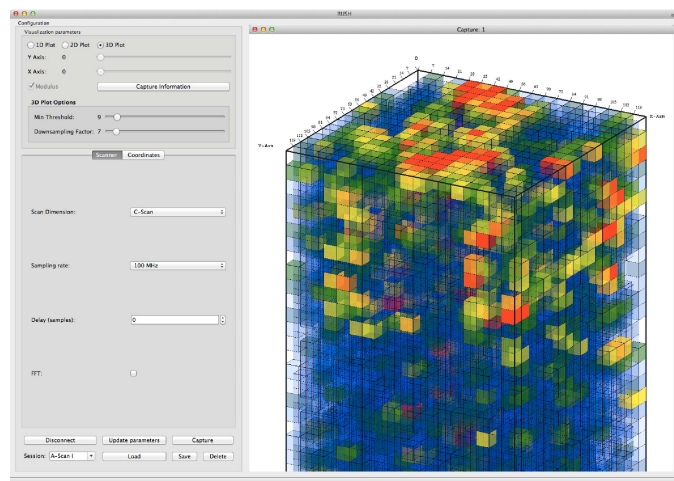 RUSH
Configuration
Visualization parameters
1D Plot 2D Plot 3D Plot
Y Axis: 0
X Axis: 0
Modulus Capture Information
3D Plot Options
Min Threshold: 9
Downsampling Factor: 7
Scanner Coordinates
Scan Dimension: C-Scan
Sampling rate: 100 MHz
Delay (samples): 0
FFT:
Disconnect Update parameters Capture
Session: A-Scan I Load Save Delete
Capture: 1
X-Axis
Y-Axis